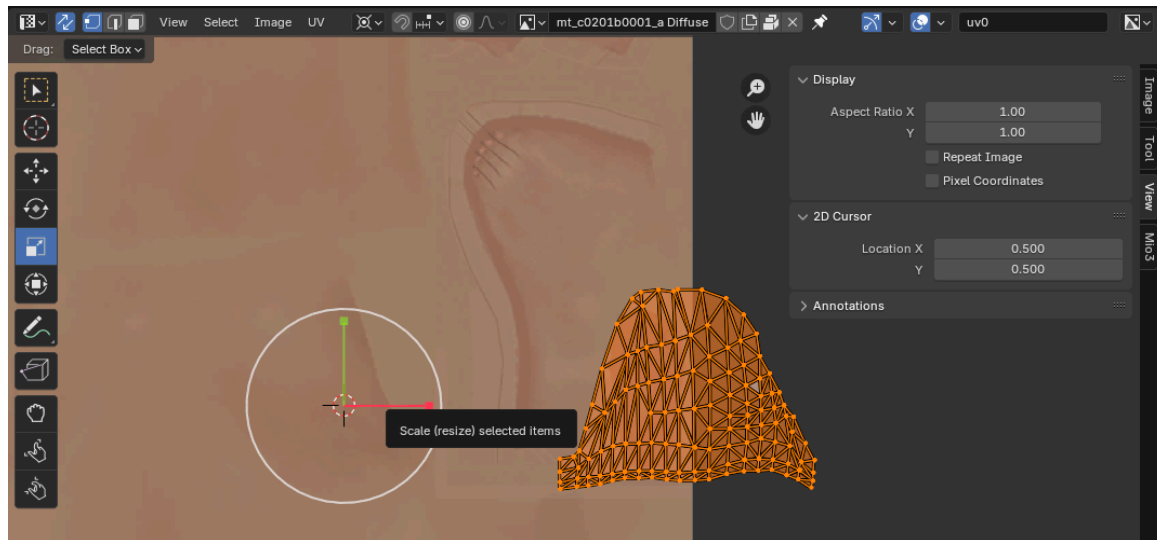 View Select Image UV mt_c0201b0001_a Diffuse uv0
Drag: Select Box
Display
Aspect Ratio X 1.00
Y 1.00
Repeat Image
Pixel Coordinates
2D Cursor
Location X 0.500
Y 0.500
Annotations
Scale (resize) selected items
Image
Tool
View
Mio3